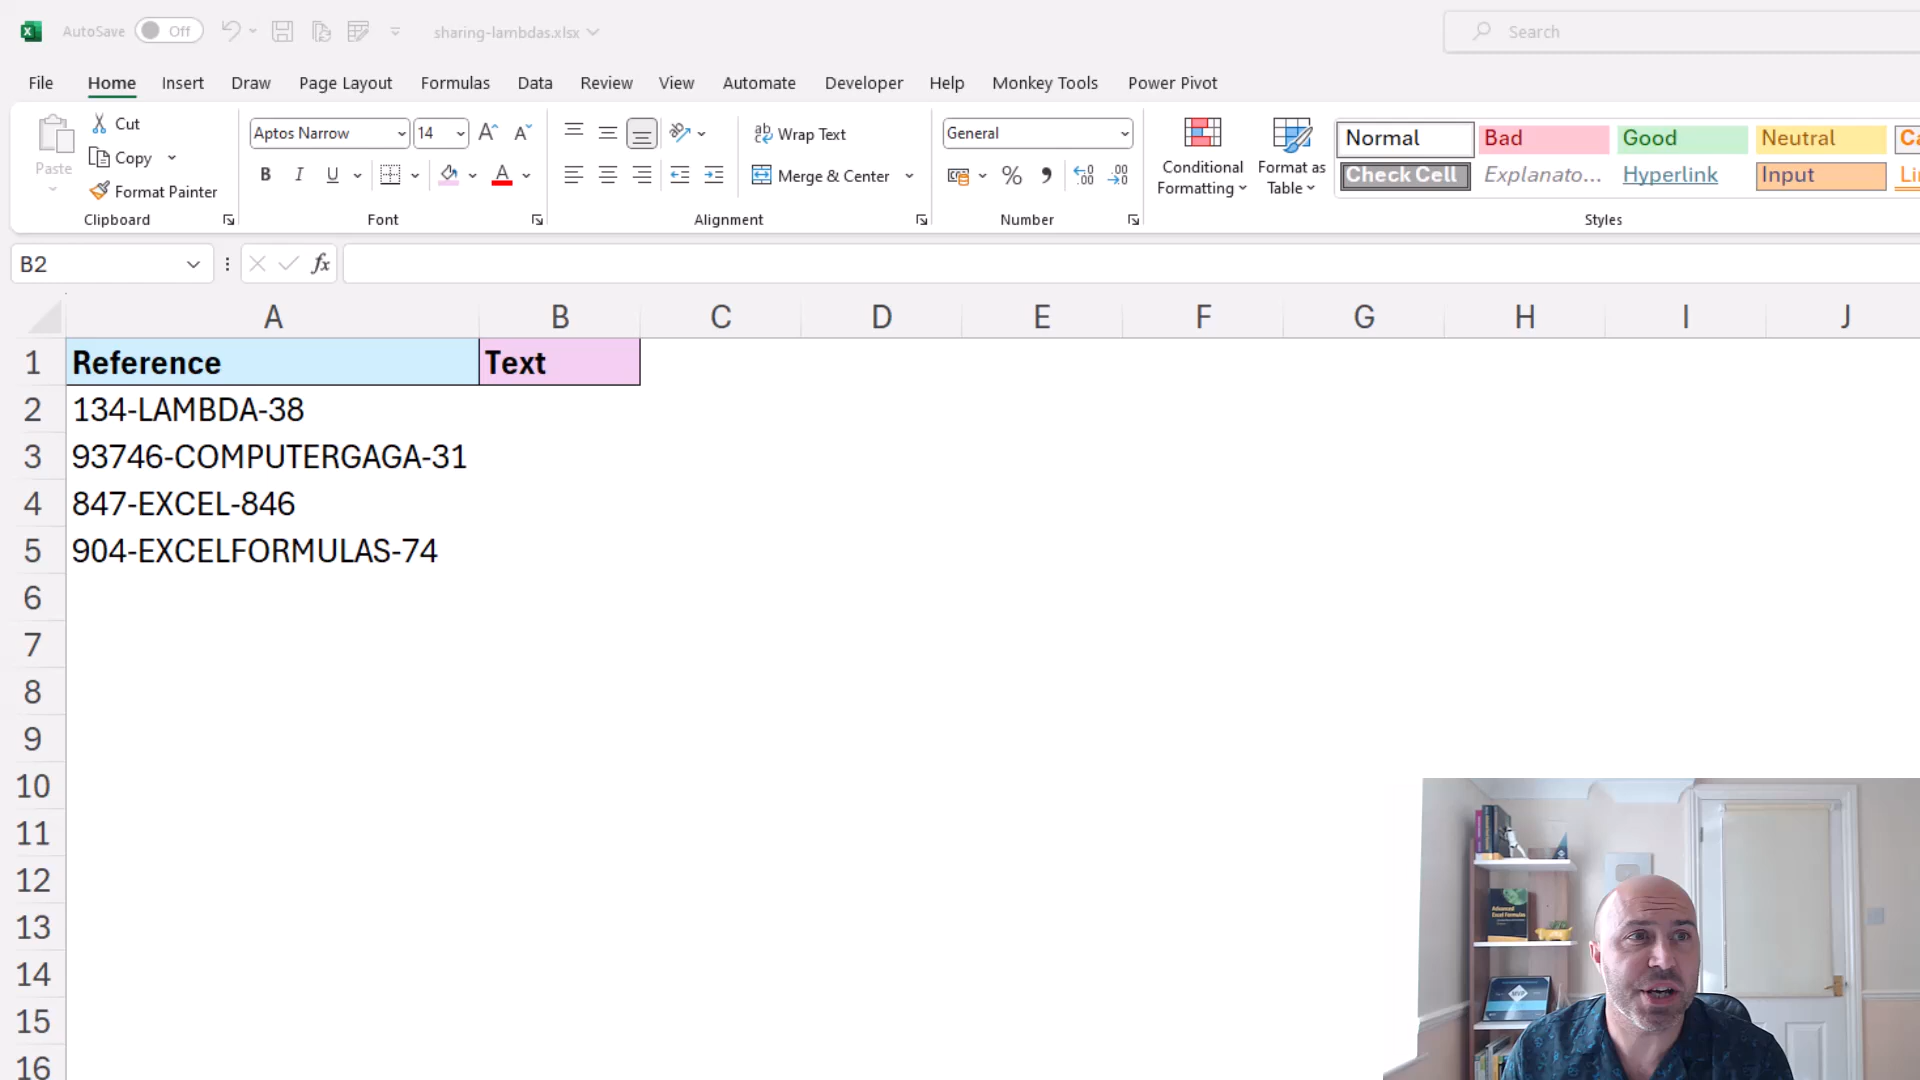 AutoSave Off sharing-lambdas.xlsx Search
File Home Insert Draw Page Layout Formulas Data Review View Automate Developer Help Monkey Tools Power Pivot
Paste Cut
Copy
Format Painter
Clipboard
Aptos Narrow 14
B I U
Font
Wrap Text
Merge & Center
Alignment
General
Number
Conditional Formatting
Format as Table
Normal Bad Good Neutral
Check Cell Explanato... Hyperlink Input
Styles
B2 fx
A B C D E F G H I J
1 Reference Text
2 134-LAMBDA-38
3 93746-COMPUTERGAGA-31
4 847-EXCEL-846
5 904-EXCELFORMULAS-74
6
7
8
9
10
11
12
13
14
15
16
Advanced
Excel Formulas
MVP